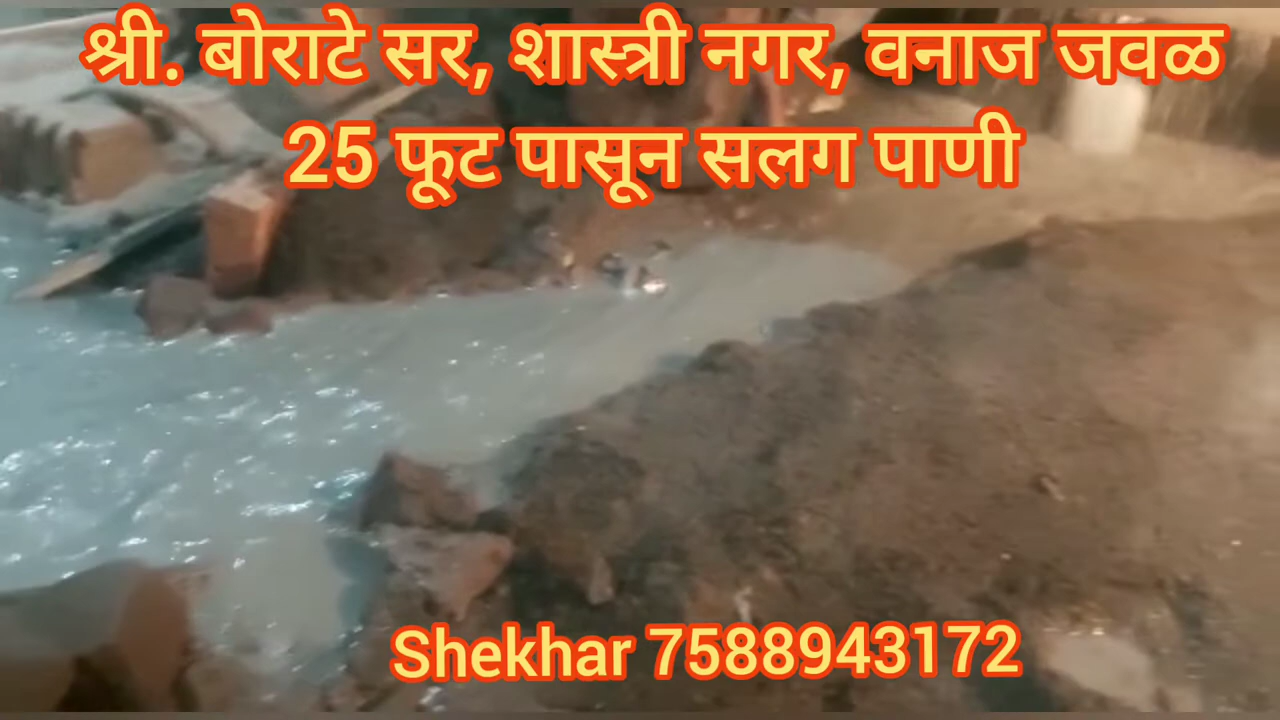 श्री. बोराटे सर, शास्त्री नगर, वनाज जवळ
25 फूट पासून सलग पाणी
Shekhar 7588943172